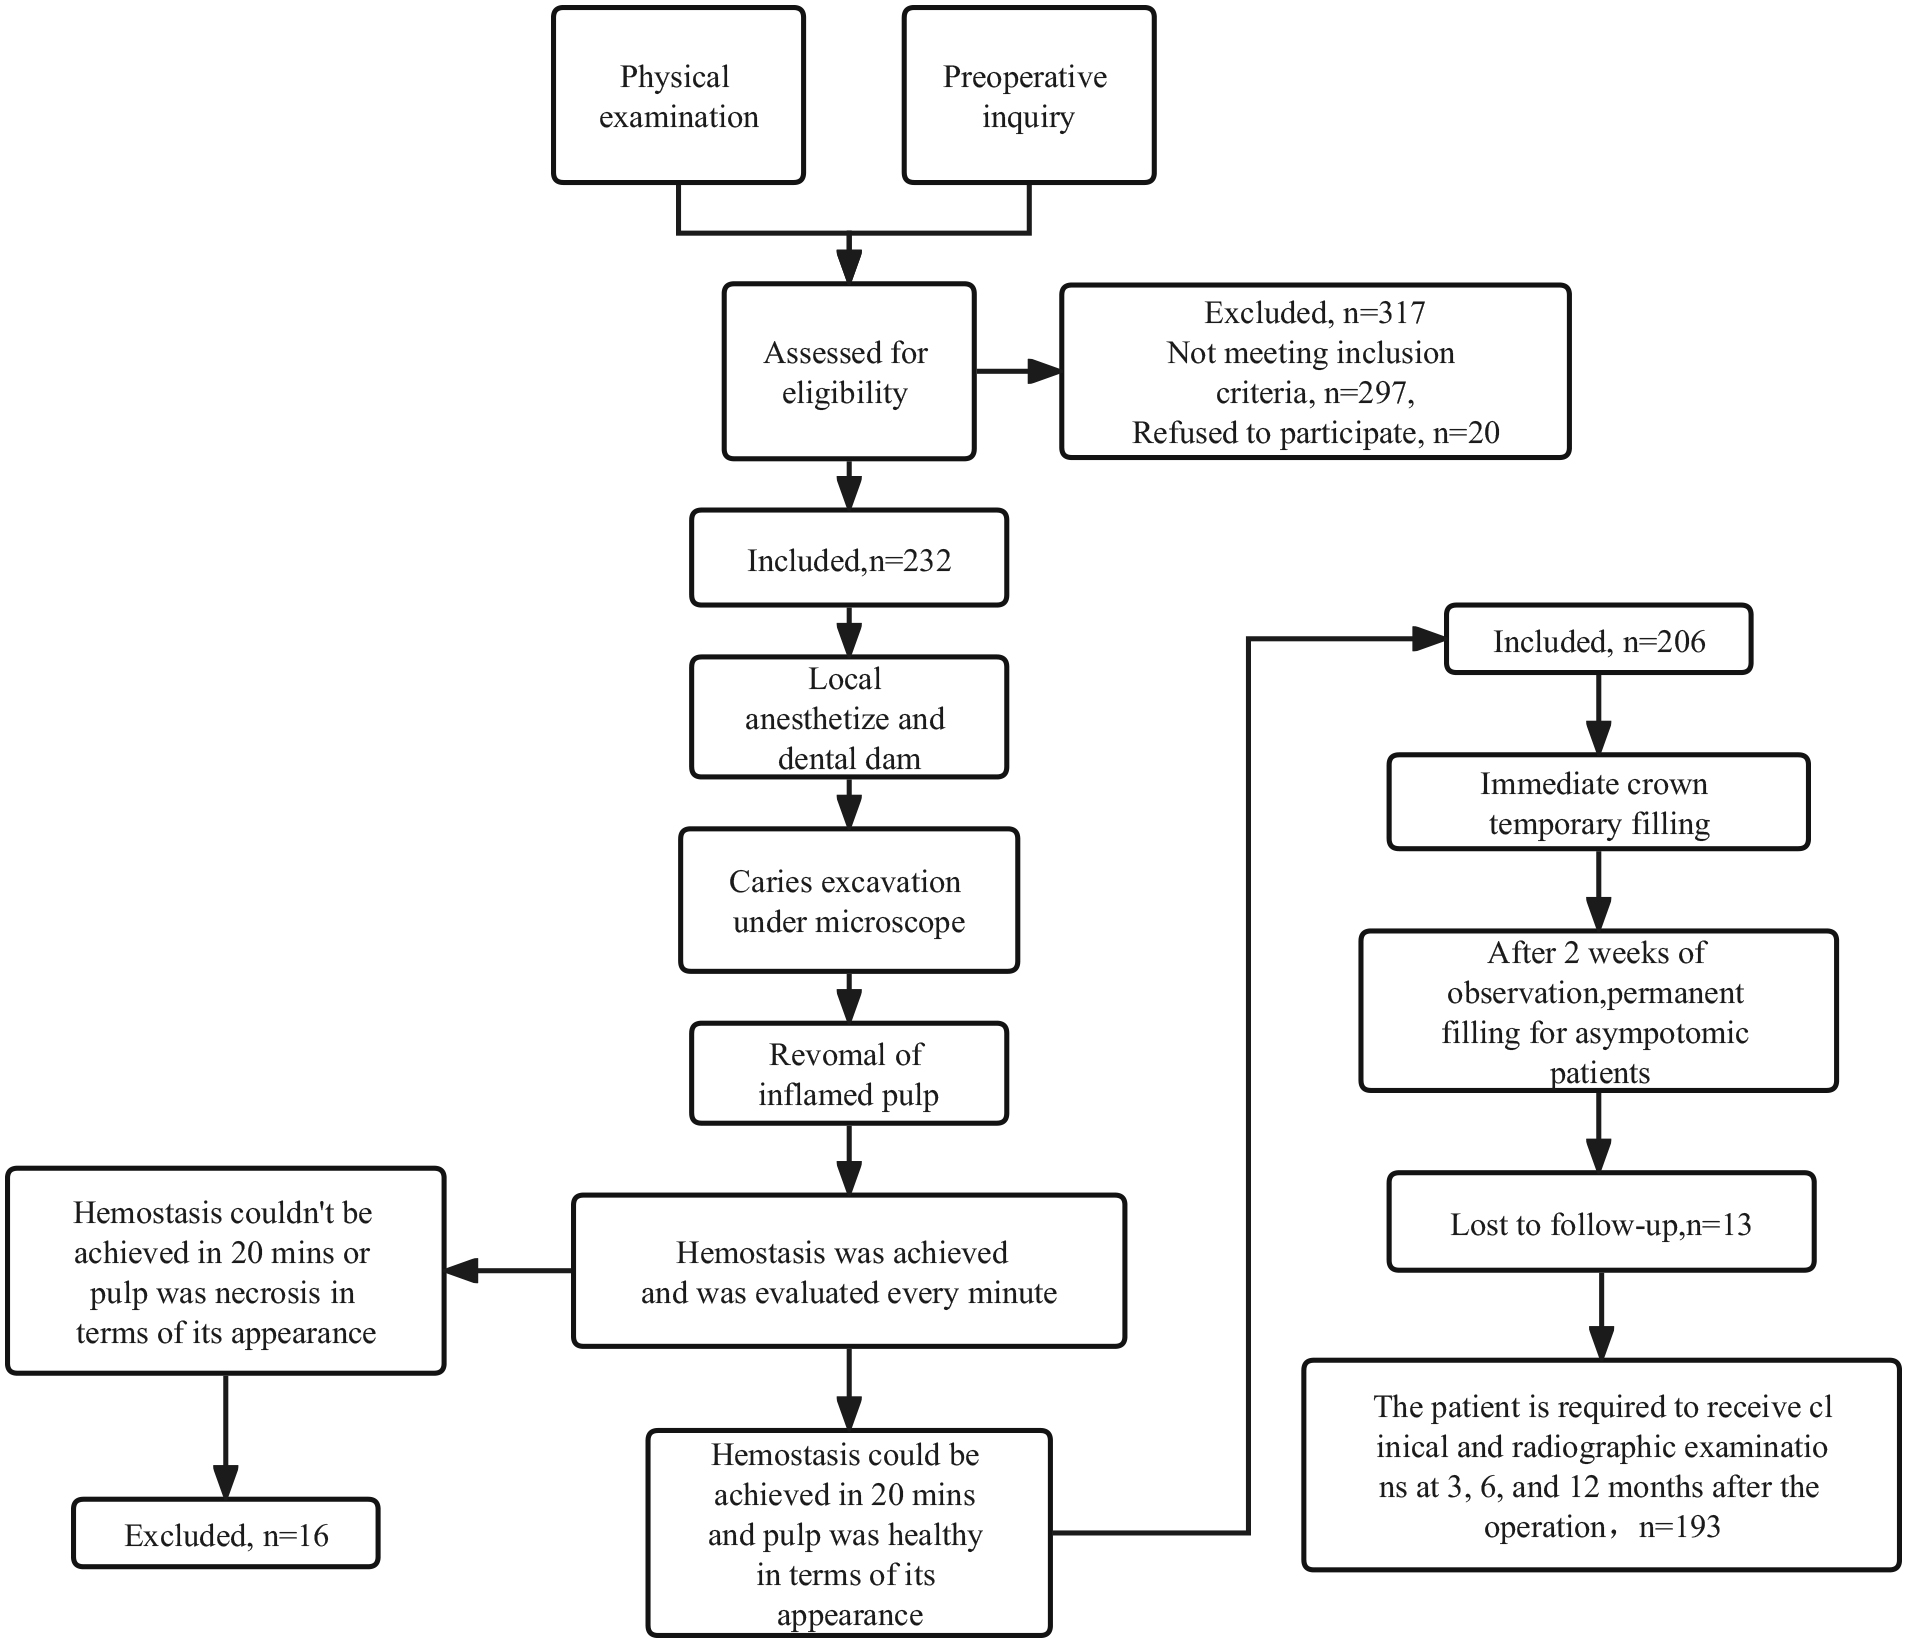 Physical
examination
Preoperative
inquiry
Assessed for
eligibility
Excluded, n=317
Not meeting inclusion
criteria, n=297,
Refused to participate, n=20
Included,n=232
Local
anesthetize and
dental dam
Caries excavation
under microscope
Revomal of
inflamed pulp
Hemostasis was achieved
and was evaluated every minute
Hemostasis couldn't be
achieved in 20 mins or
pulp was necrosis in
terms of its appearance
Excluded, n=16
Hemostasis could be
achieved in 20 mins
and pulp was healthy
in terms of its
appearance
Included, n=206
Immediate crown
temporary filling
After 2 weeks of
observation,permanent
filling for asympotomic
patients
Lost to follow-up,n=13
The patient is required to receive cl
inical and radiographic examinatio
ns at 3, 6, and 12 months after the
operation，n=193